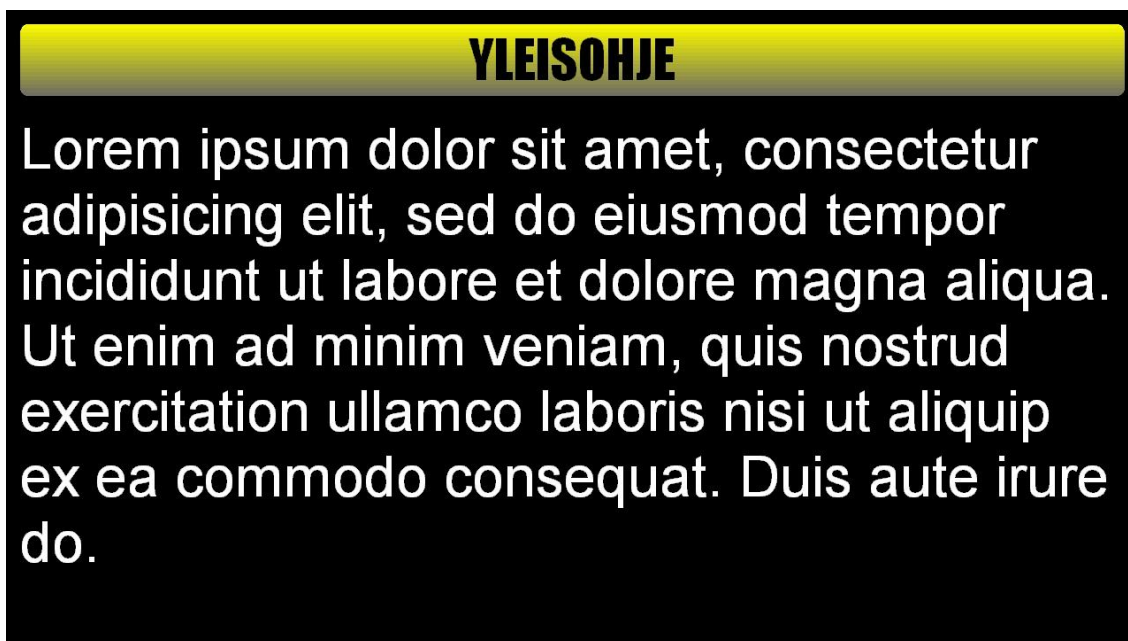 YLEISOHJE
Lorem ipsum dolor sit amet, consectetur
adipisicing elit, sed do eiusmod tempor
incididunt ut labore et dolore magna aliqua.
Ut enim ad minim veniam, quis nostrud
exercitation ullamco laboris nisi ut aliquip
ex ea commodo consequat. Duis aute irure
do.